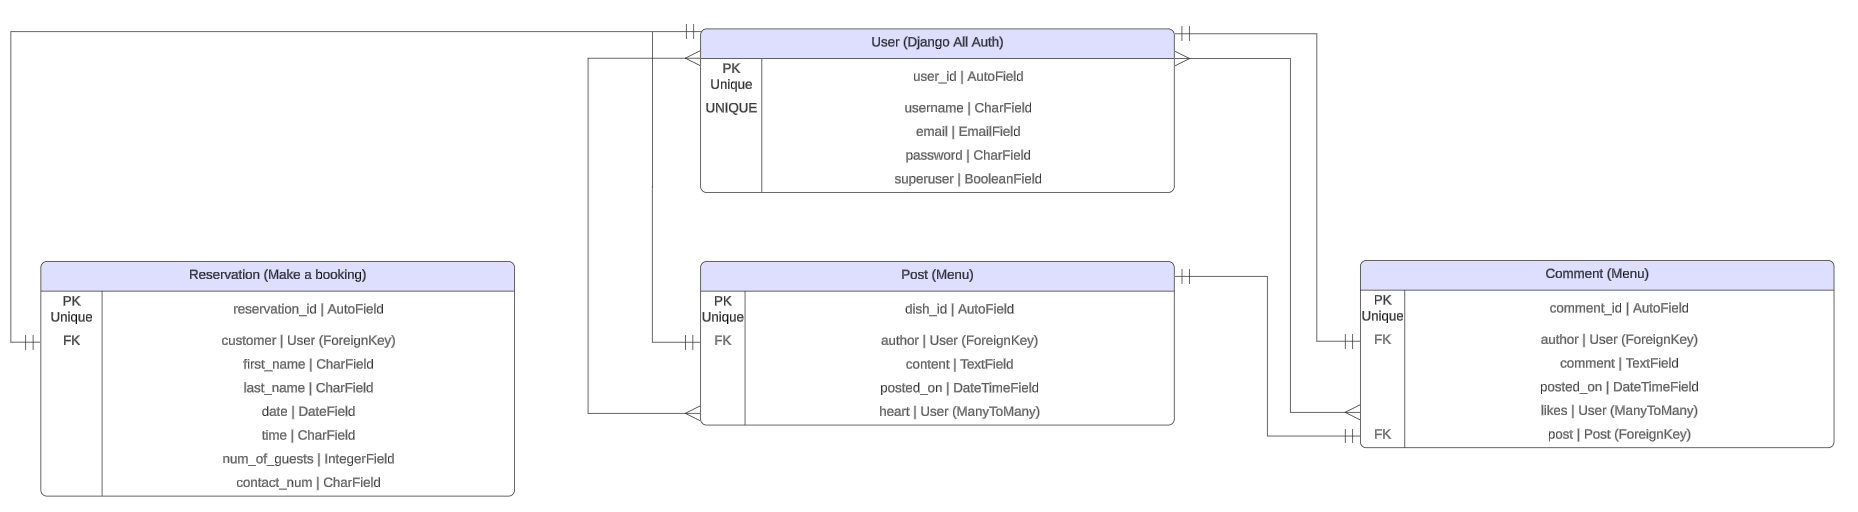 User (Django All Auth)
PK
Unique
user_id | AutoField
UNIQUE
username | CharField
email | EmailField
password | CharField
superuser | BooleanField
Reservation (Make a booking)
PK
Unique
reservation_id | AutoField
FK
customer | User (ForeignKey)
first_name | CharField
last_name | CharField
date | DateField
time | CharField
num_of_guests | IntegerField
contact_num | CharField
Post (Menu)
PK
Unique
dish_id | AutoField
FK
author | User (ForeignKey)
content | TextField
posted_on | DateTimeField
heart | User (ManyToMany)
Comment (Menu)
PK
Unique
comment_id | AutoField
FK
author | User (ForeignKey)
comment | TextField
posted_on | DateTimeField
likes | User (ManyToMany)
FK
post | Post (ForeignKey)